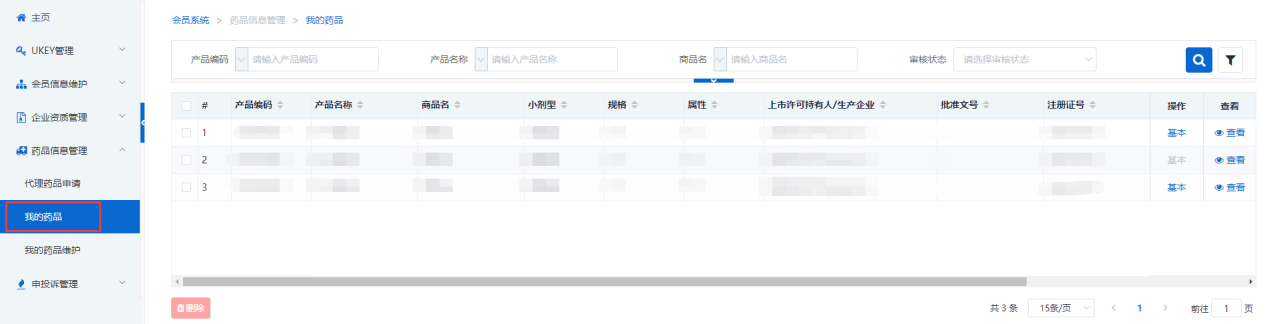 主页
UKEY管理
会员信息维护
企业资质管理
药品信息管理
代理药品申请
我的药品
我的药品维护
申投诉管理
会员系统 > 药品信息管理 > 我的药品
产品编码 请输入产品编码 产品名称 请输入产品名称 商品名 请输入商品名 审核状态 请选择审核状态
# 产品编码 产品名称 商品名 小剂型 规格 属性 上市许可持有人/生产企业 批准文号 注册证号 操作 查看
1 基本 查看
2 基本 查看
3 基本 查看
删除
共 3 条 15条/页 < 1 > 前往 1 页